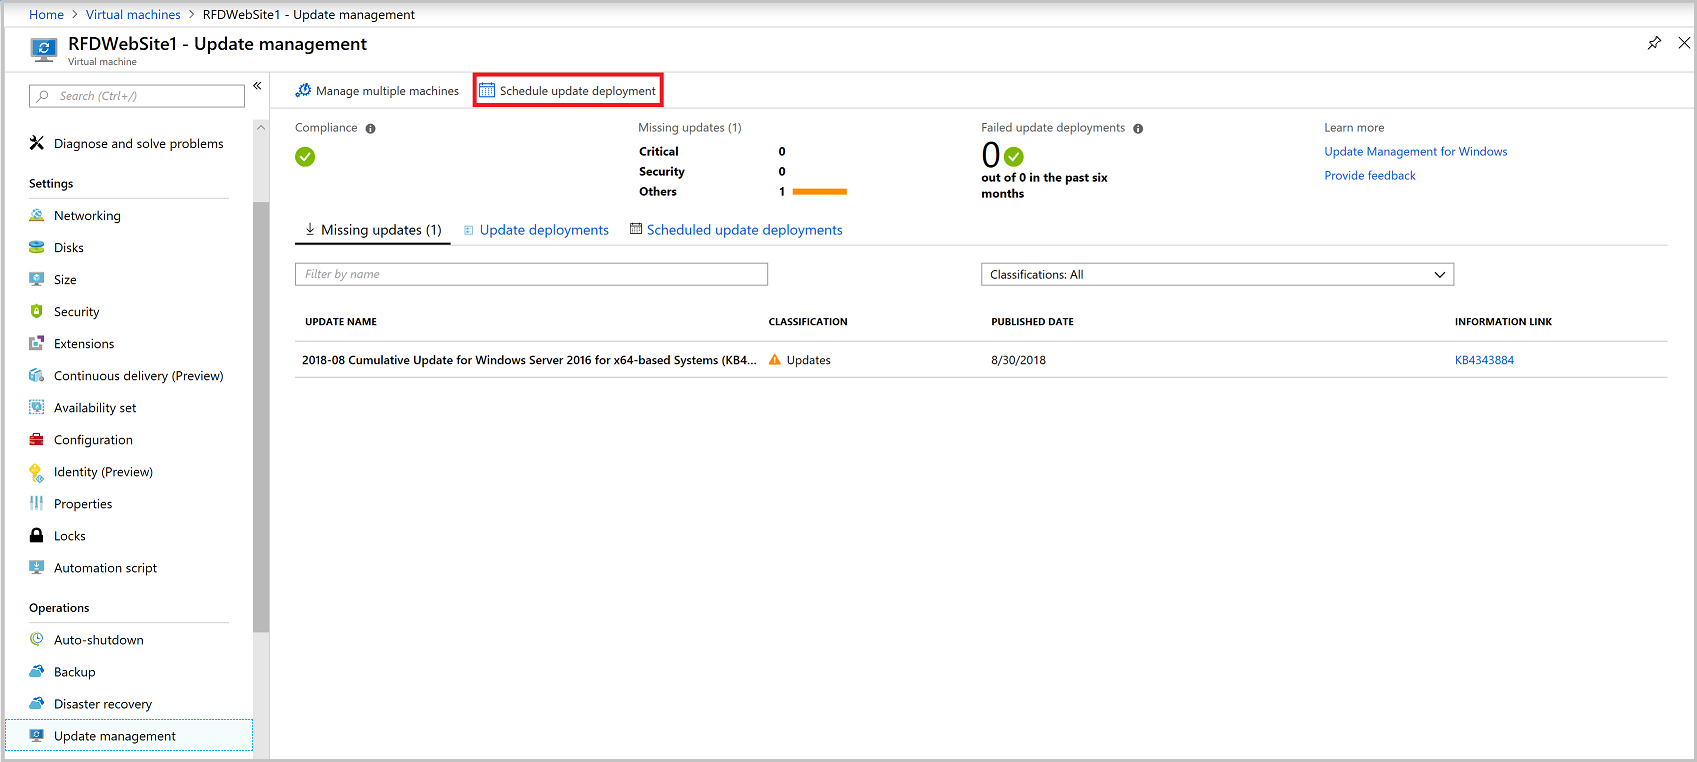 Home > Virtual machines > RFDWebSite1 - Update management
RFDWebSite1 - Update management
Virtual machine
Search (Ctrl+/)
«
Diagnose and solve problems
Settings
Networking
Disks
Size
Security
Extensions
Continuous delivery (Preview)
Availability set
Configuration
Identity (Preview)
Properties
Locks
Automation script
Operations
Auto-shutdown
Backup
Disaster recovery
Update management
Manage multiple machines Schedule update deployment
Compliance
Missing updates (1)
Critical 0
Security 0
Others 1
Failed update deployments
0
out of 0 in the past six
months
Learn more
Update Management for Windows
Provide feedback
Missing updates (1) Update deployments Scheduled update deployments
Filter by name Classifications: All
UPDATE NAME CLASSIFICATION PUBLISHED DATE INFORMATION LINK
2018-08 Cumulative Update for Windows Server 2016 for x64-based Systems (KB4... Updates 8/30/2018 KB4343884